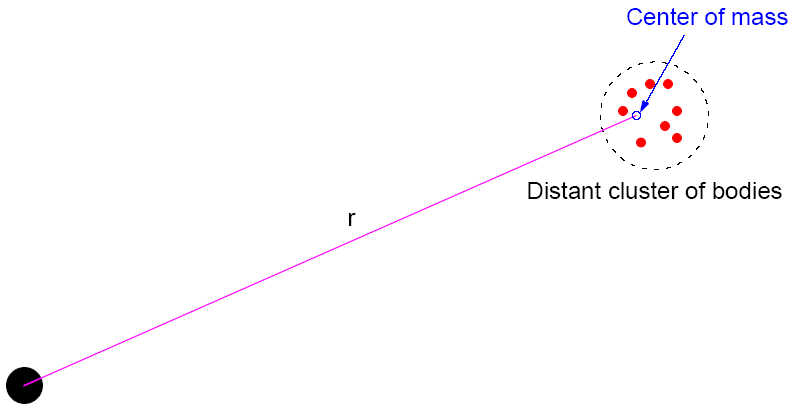 Center of mass
Distant cluster of bodies
r